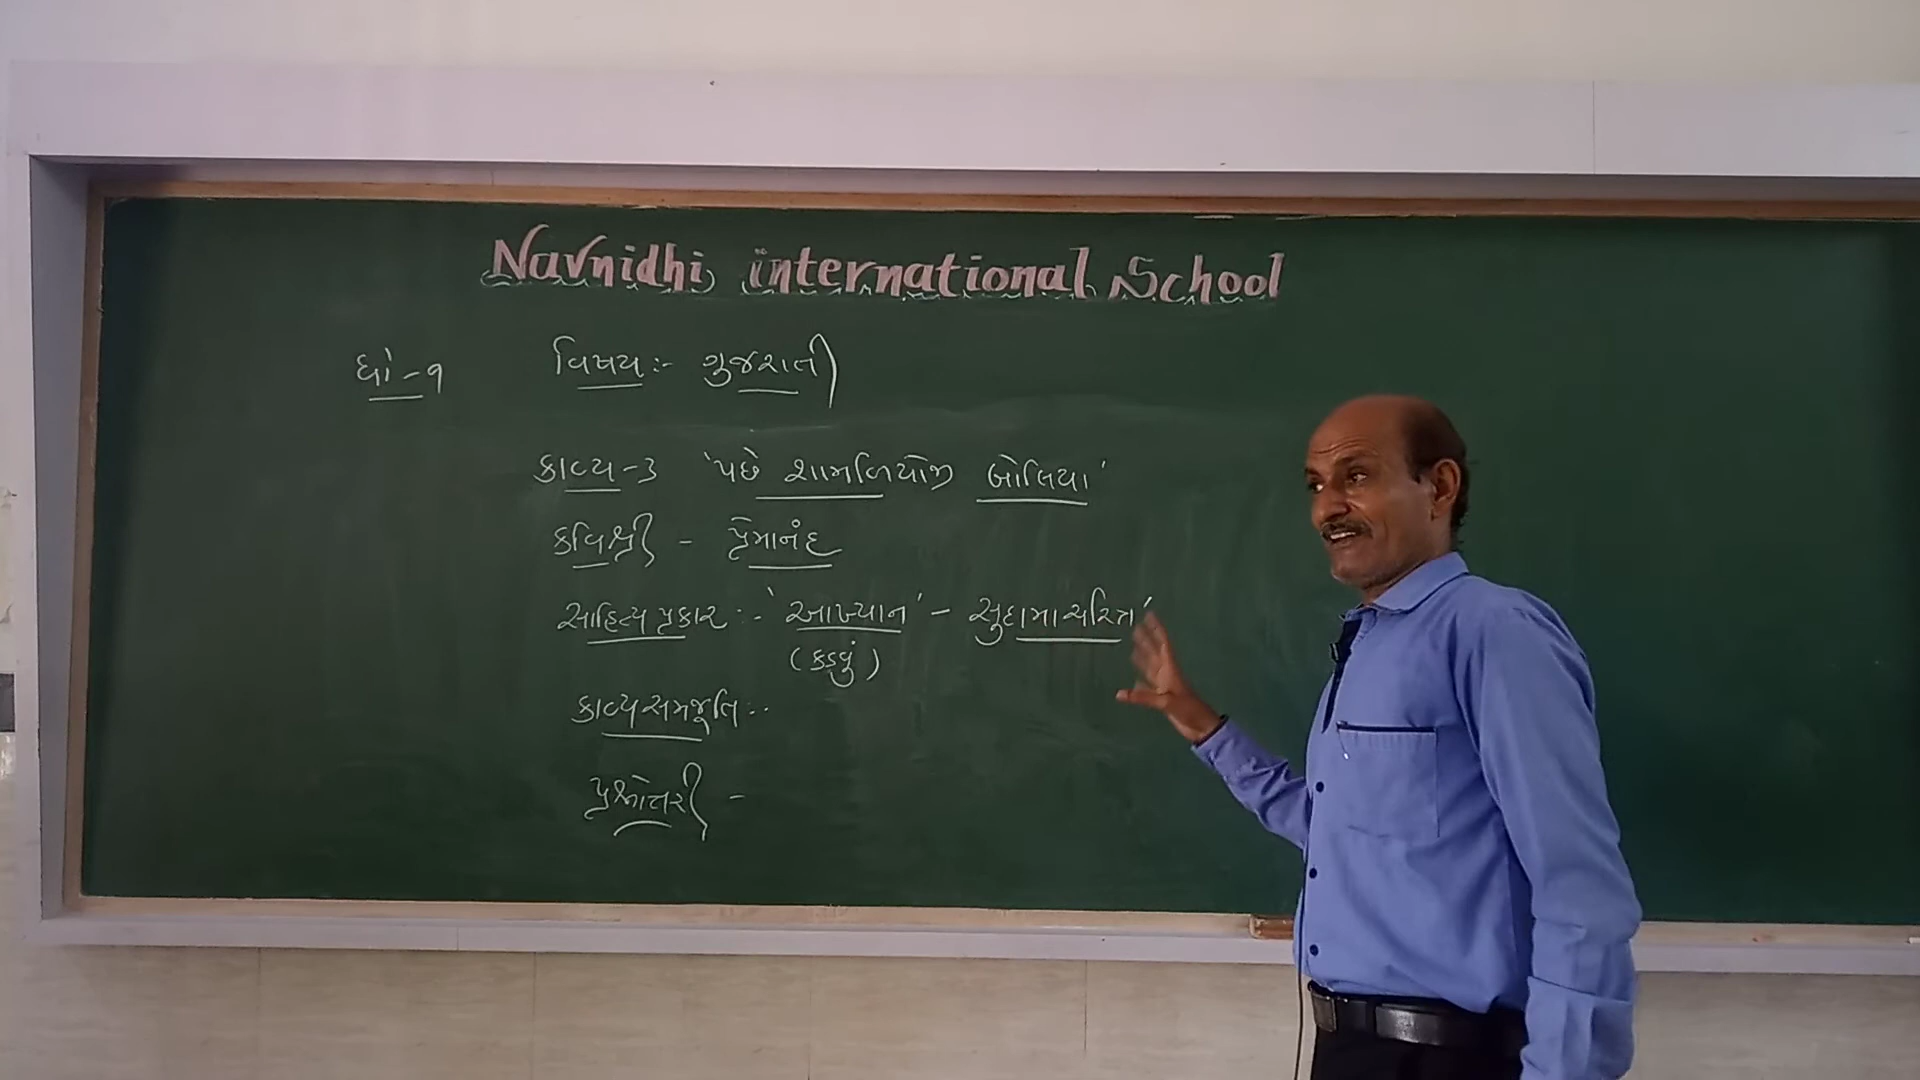 Navnidhi international School
ધો-૧ વિષય:- ગુજરાતી
કાવ્ય-૩ 'પછે શામળિયોજી બોલિયા'
કવિશ્રી - પ્રેમાનંદ
સાહિત્ય પ્રકાર :- 'આખ્યાન' - સુદામાચરિત્ર'
(કડવું)
કાવ્યસમજૂતિ :-
પ્રશ્નોત્તરી -